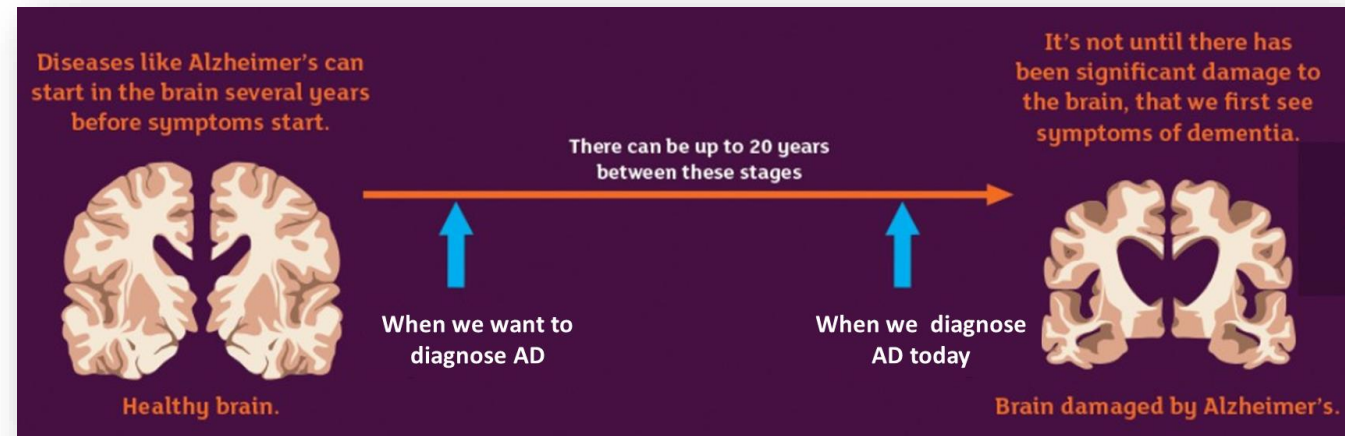 Diseases like Alzheimer's can
start in the brain several years
before symptoms start.
It's not until there has
been significant damage to
the brain, that we first see
symptoms of dementia.
There can be up to 20 years
between these stages
When we want to
diagnose AD
When we diagnose
AD today
Healthy brain.
Brain damaged by Alzheimer's.